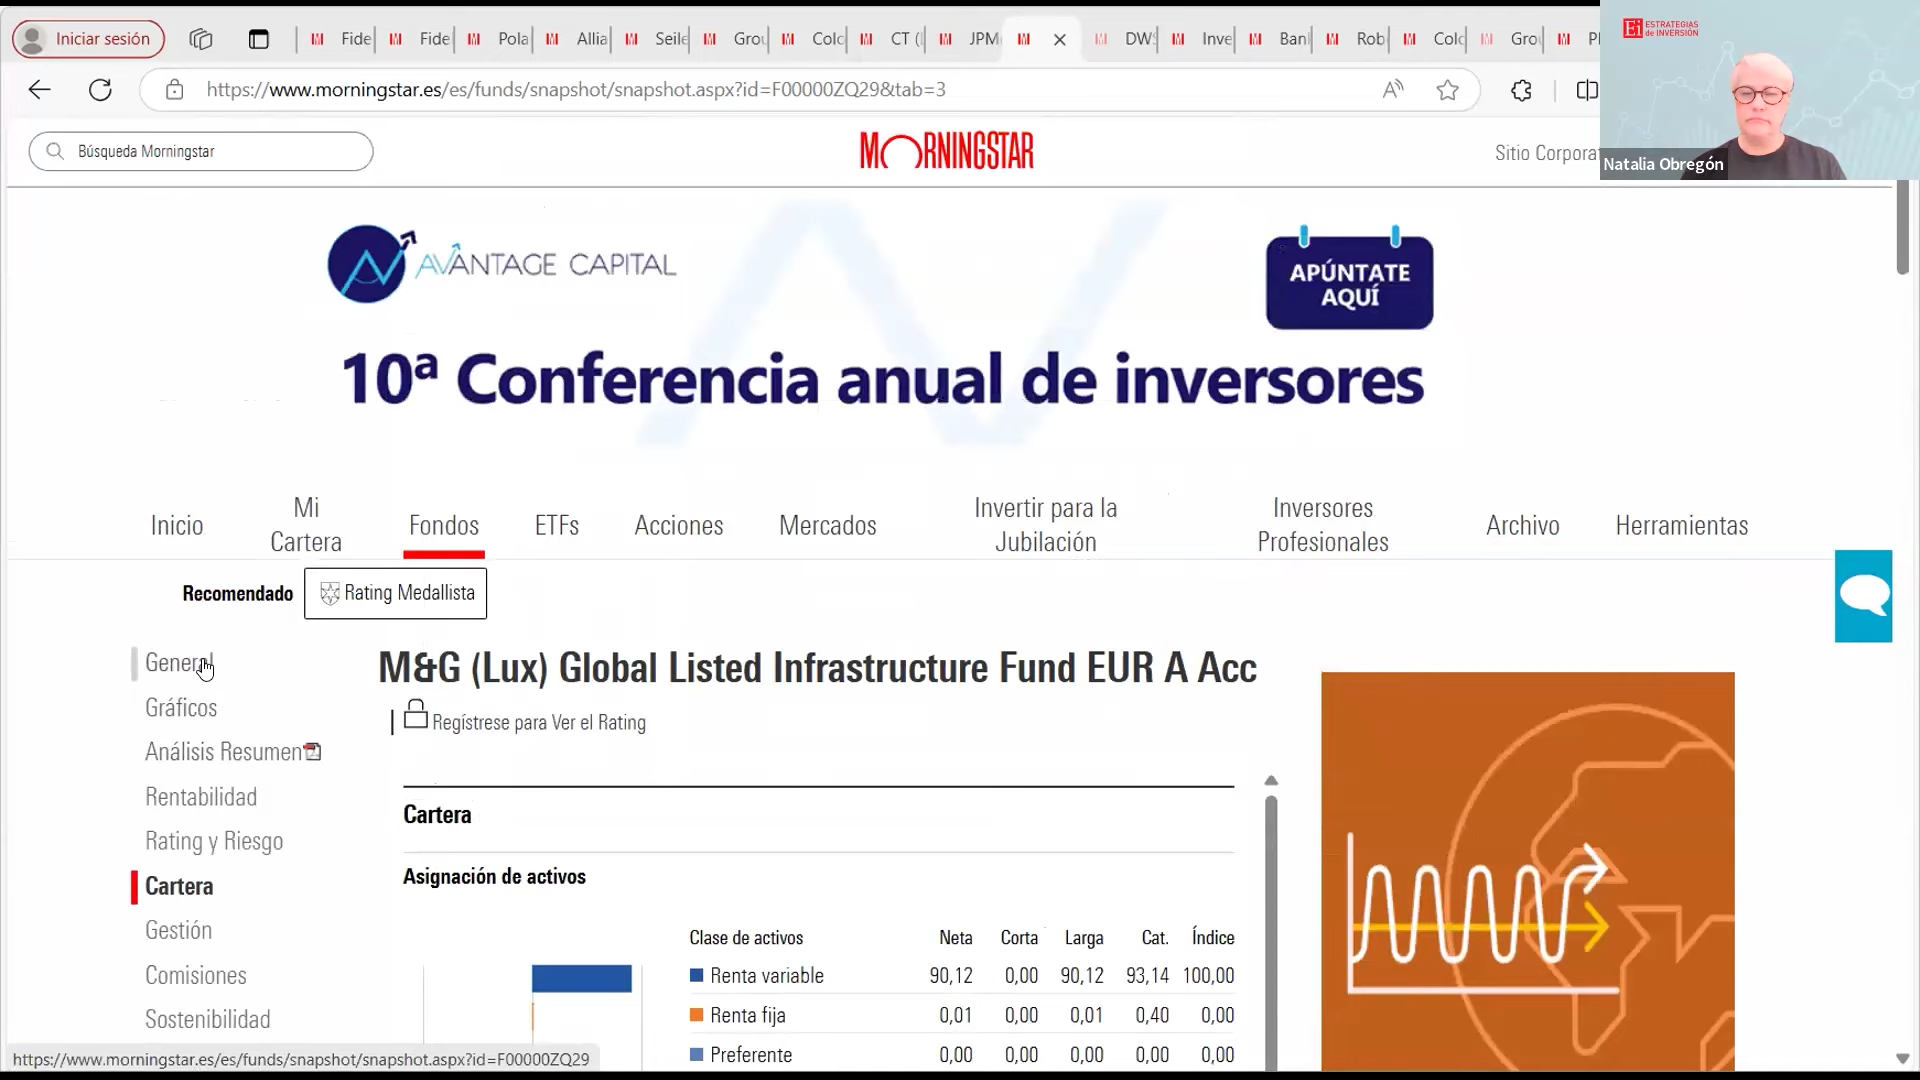 Iniciar sesión
Fide Fide Pola Allia Seile Grou Colo CT ( JPM DWS Inve Banl Rob Colo Grou
https://www.morningstar.es/es/funds/snapshot/snapshot.aspx?id=F00000ZQ29&tab=3
Ei ESTRATEGIAS de INVERSIÓN
Natalia Obregón
Búsqueda Morningstar
MORNINGSTAR
Sitio Corporat
AVANTAGE CAPITAL
APÚNTATE
AQUÍ
10ª Conferencia anual de inversores
Inicio
Mi
Cartera
Fondos
ETFs
Acciones
Mercados
Invertir para la
Jubilación
Inversores
Profesionales
Archivo
Herramientas
Recomendado
Rating Medallista
General
Gráficos
Análisis Resumen
Rentabilidad
Rating y Riesgo
Cartera
Gestión
Comisiones
Sostenibilidad
M&G (Lux) Global Listed Infrastructure Fund EUR A Acc
Regístrese para Ver el Rating
Cartera
Asignación de activos
Clase de activos Neta Corta Larga Cat. Índice
Renta variable 90,12 0,00 90,12 93,14 100,00
Renta fija 0,01 0,00 0,01 0,40 0,00
Preferente 0,00 0,00 0,00 0,00 0,00
https://www.morningstar.es/es/funds/snapshot/snapshot.aspx?id=F00000ZQ29